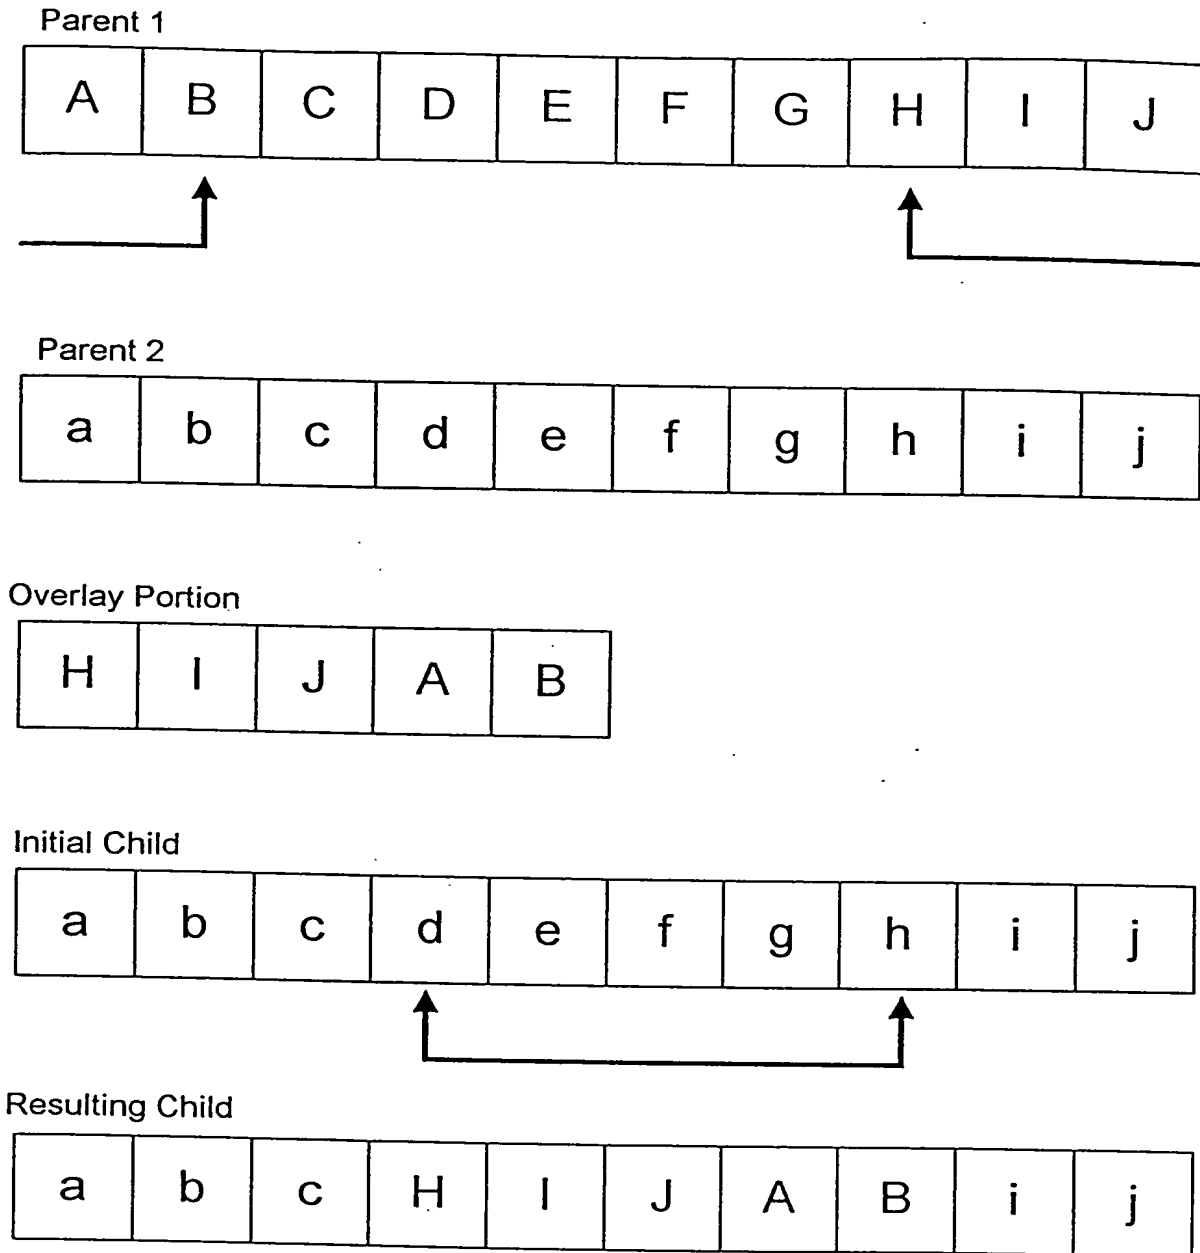 Parent 1
A B C D E F G H I J
Parent 2
a b c d e f g h i j
Overlay Portion
H I J A B
Initial Child
a b c d e f g h i j
Resulting Child
a b c H I J A B i j